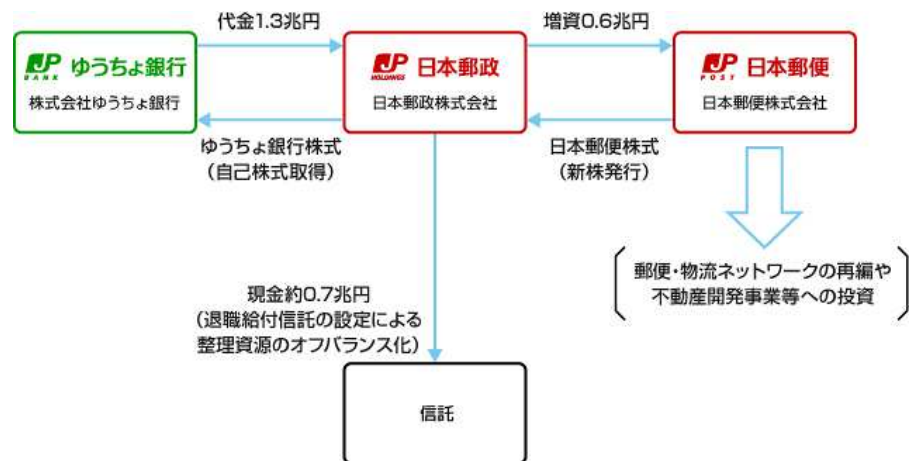 代金1.3兆円
増資0.6兆円
JP BANK ゆうちょ銀行
株式会社ゆうちょ銀行
JP HOLDINGS 日本郵政
日本郵政株式会社
JP POST 日本郵便
日本郵便株式会社
ゆうちょ銀行株式
（自己株式取得）
日本郵便株式
（新株発行）
郵便・物流ネットワークの再編や
不動産開発事業等への投資
現金約0.7兆円
（退職給付信託の設定による
整理資源のオフバランス化）
信託